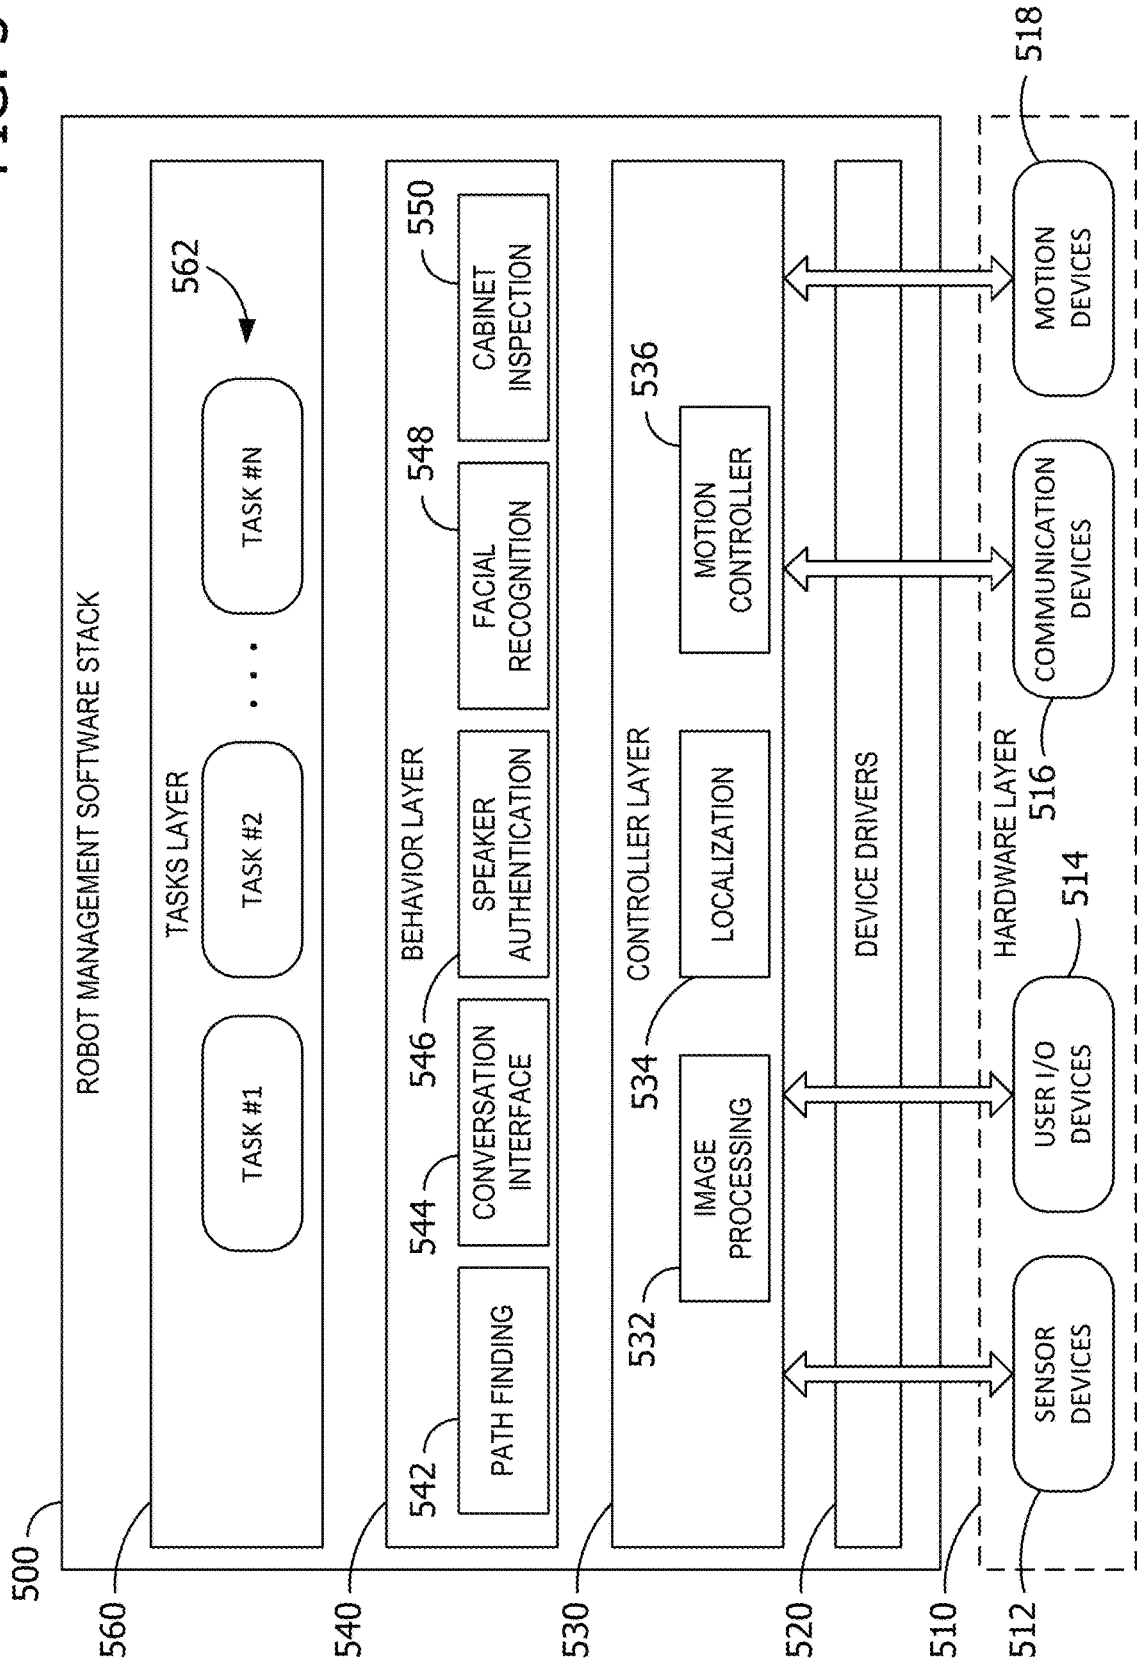 FIG. 5
500
ROBOT MANAGEMENT SOFTWARE STACK
560
TASKS LAYER
562
TASK #1
TASK #2
. . .
TASK #N
540
BEHAVIOR LAYER
542
544
546
548
550
PATH FINDING
CONVERSATION
INTERFACE
SPEAKER
AUTHENTICATION
FACIAL
RECOGNITION
CABINET
INSPECTION
530
CONTROLLER LAYER
532
534
536
IMAGE
PROCESSING
LOCALIZATION
MOTION
CONTROLLER
520
DEVICE DRIVERS
510
HARDWARE LAYER
512
514
516
518
SENSOR
DEVICES
USER I/O
DEVICES
COMMUNICATION
DEVICES
MOTION
DEVICES